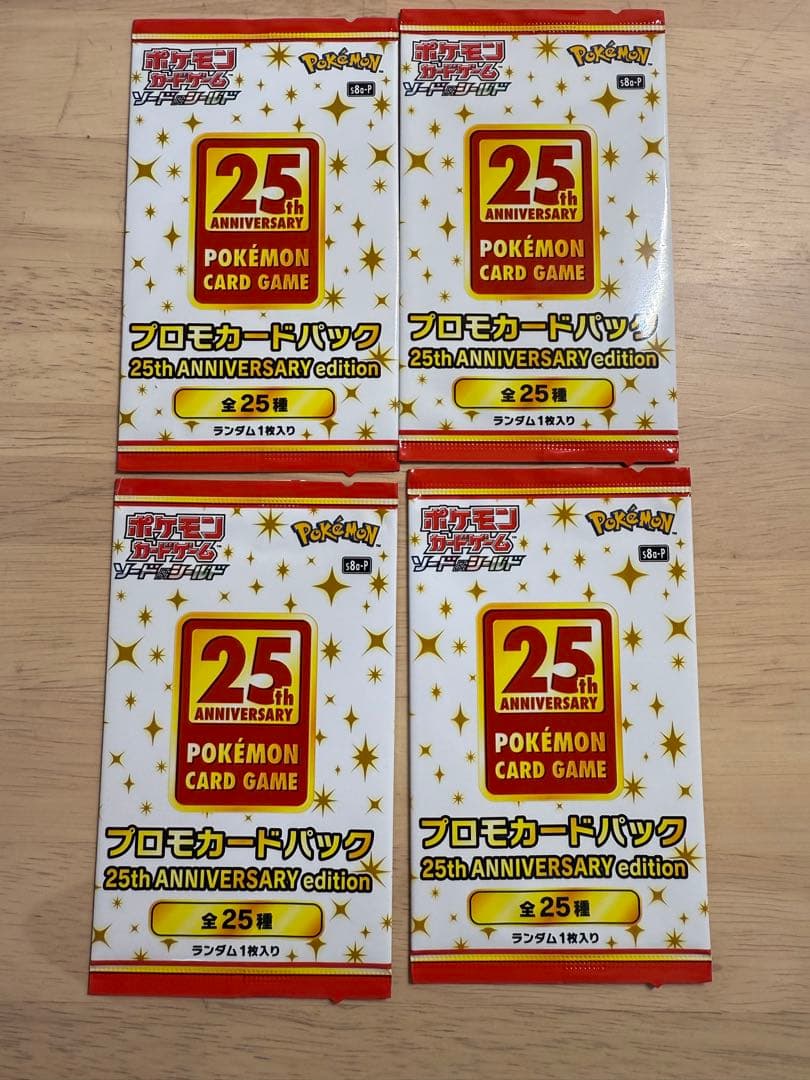 ポケモン
カードゲーム
ソード&シールド
Pokémon
s8a-P
25th
ANNIVERSARY
POKÉMON
CARD GAME
プロモカードパック
25th ANNIVERSARY edition
全25種
ランダム1枚入り
ポケモン
カードゲーム
ソード&シールド
Pokémon
s8a-P
25th
ANNIVERSARY
POKÉMON
CARD GAME
プロモカードパック
25th ANNIVERSARY edition
全25種
ランダム1枚入り
ポケモン
カードゲーム
ソード&シールド
Pokémon
s8a-P
25th
ANNIVERSARY
POKÉMON
CARD GAME
プロモカードパック
25th ANNIVERSARY edition
全25種
ランダム1枚入り
ポケモン
カードゲーム
ソード&シールド
Pokémon
s8a-P
25th
ANNIVERSARY
POKÉMON
CARD GAME
プロモカードパック
25th ANNIVERSARY edition
全25種
ランダム1枚入り